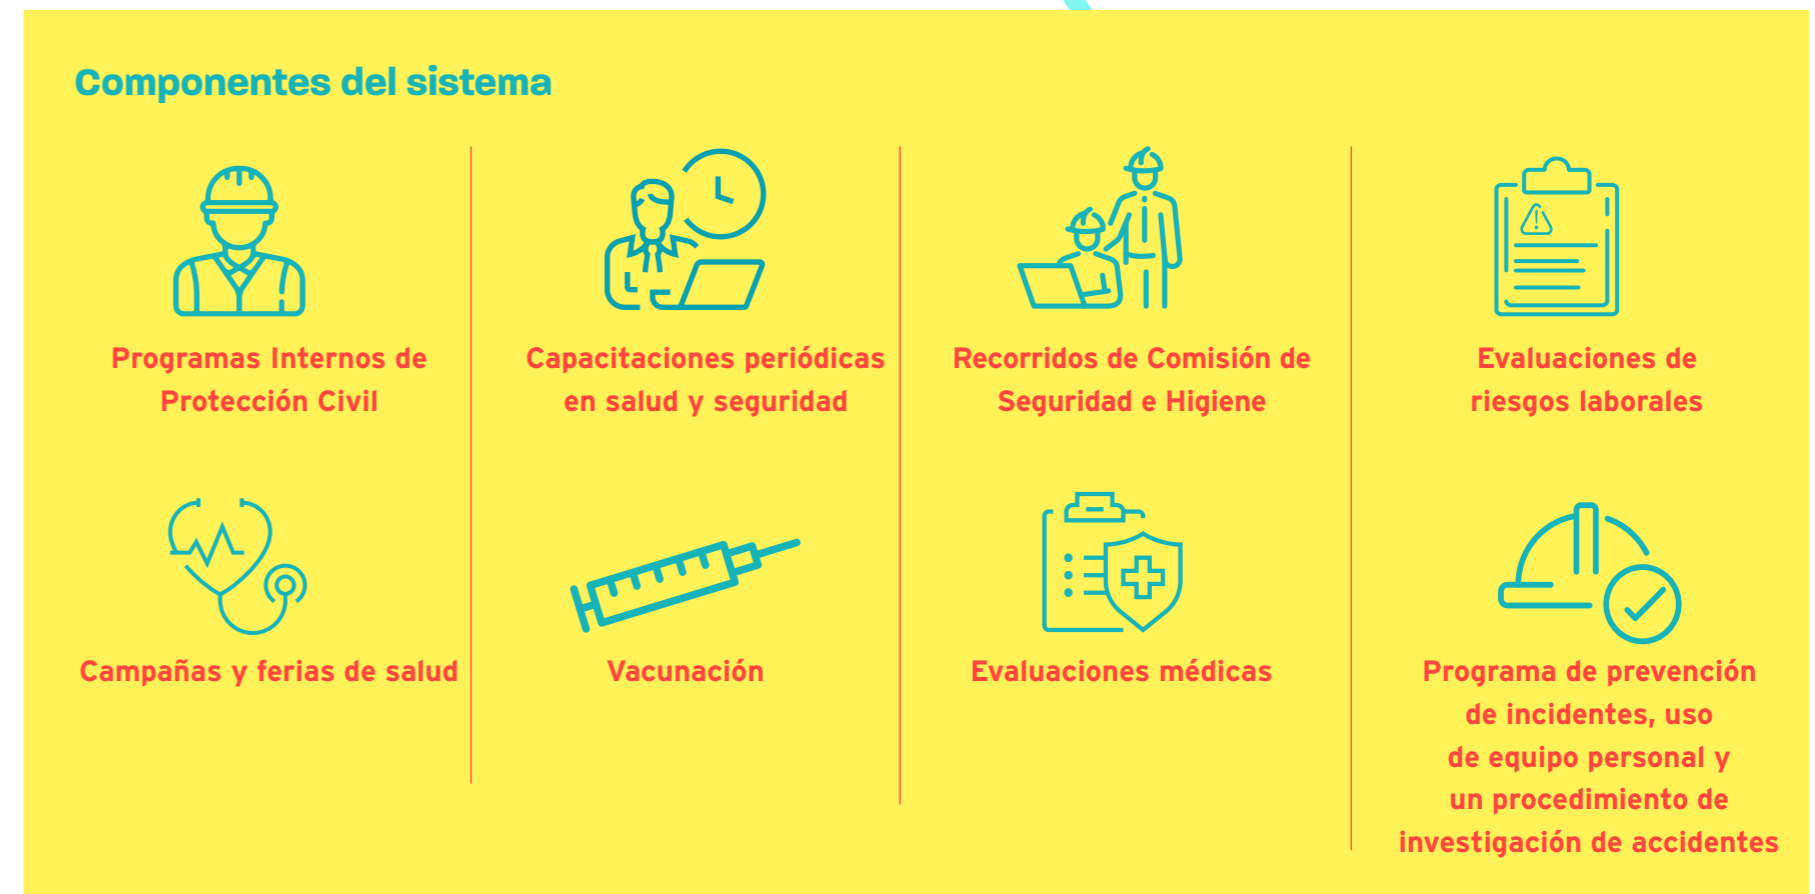 Componentes del sistema
Programas Internos de
Protección Civil
Capacitaciones periódicas
en salud y seguridad
Recorridos de Comisión de
Seguridad e Higiene
Evaluaciones de
riesgos laborales
Campañas y ferias de salud
Vacunación
Evaluaciones médicas
Programa de prevención
de incidentes, uso
de equipo personal y
un procedimiento de
investigación de accidentes